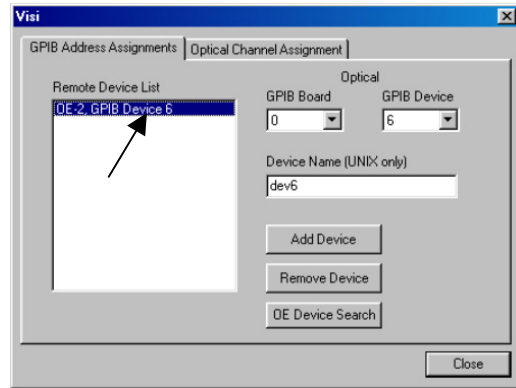 Visi
GPIB Address Assignments
Optical Channel Assignment
Remote Device List
OE-2, GPIB Device 6
Optical
GPIB Board
GPIB Device
0
6
Device Name (UNIX only)
dev6
Add Device
Remove Device
OE Device Search
Close